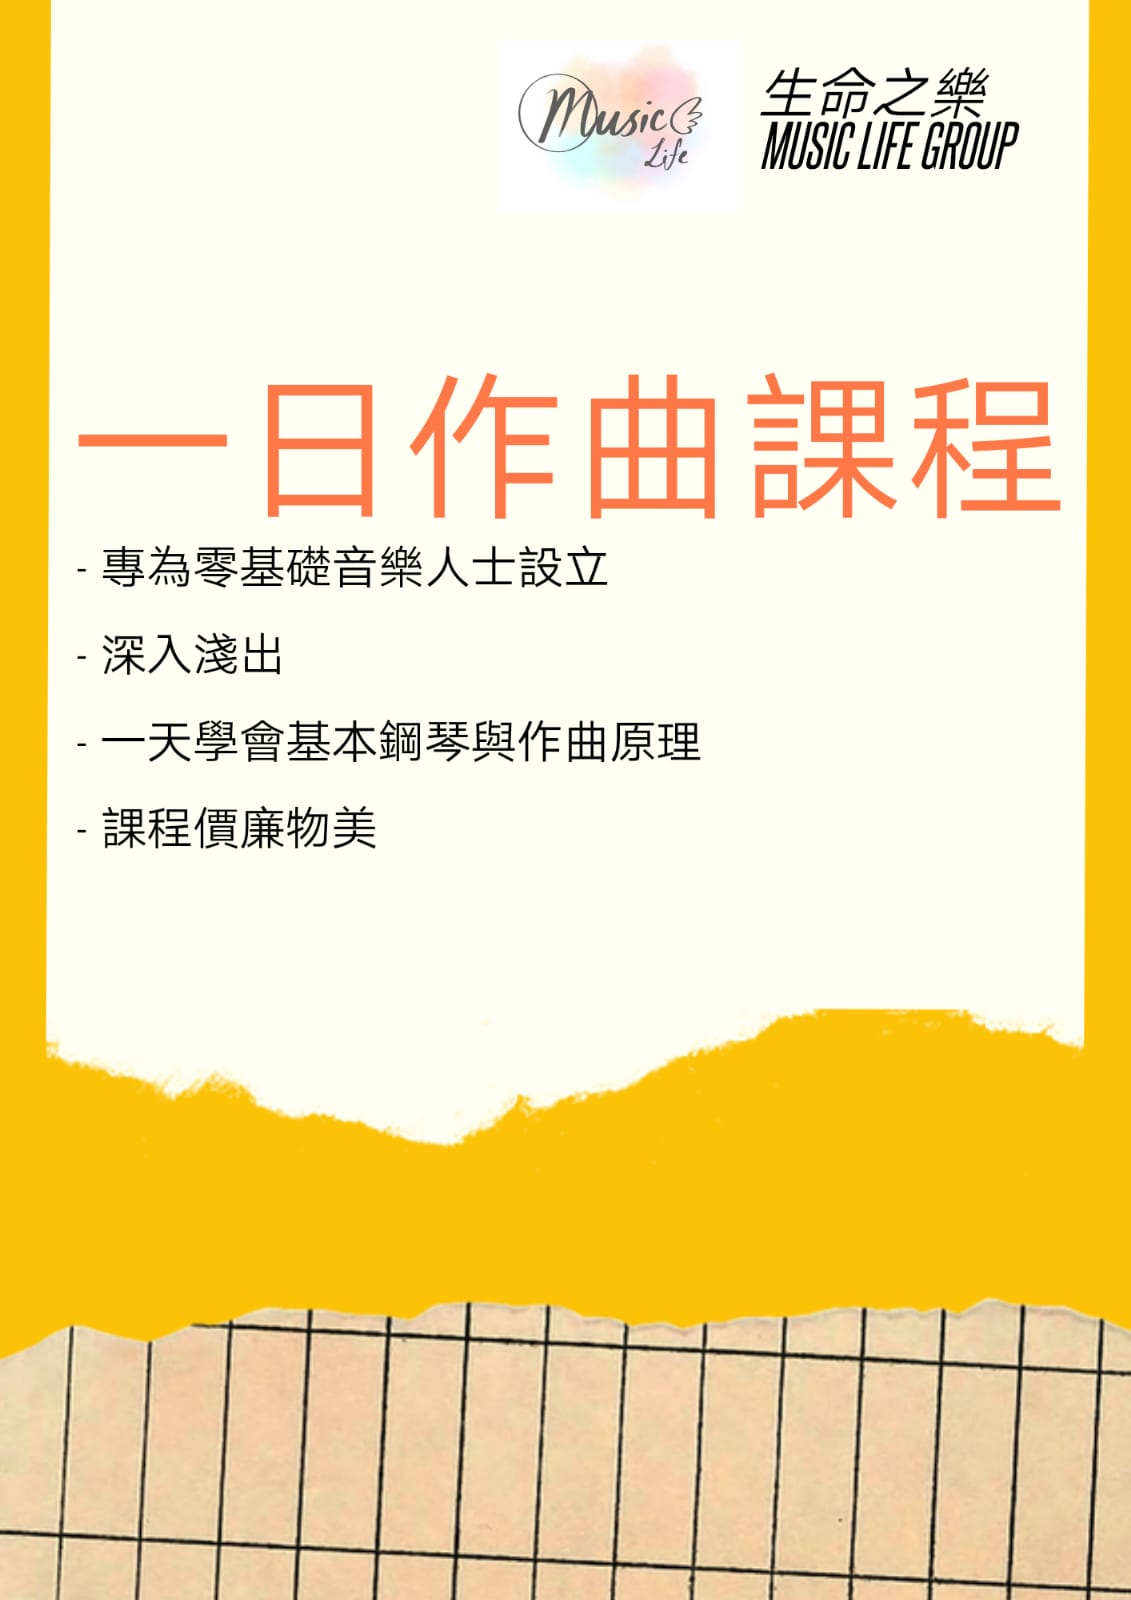 Music
Life
生命之樂
MUSIC LIFE GROUP
一日作曲課程
- 專為零基礎音樂人士設立
- 深入淺出
- 一天學會基本鋼琴與作曲原理
- 課程價廉物美